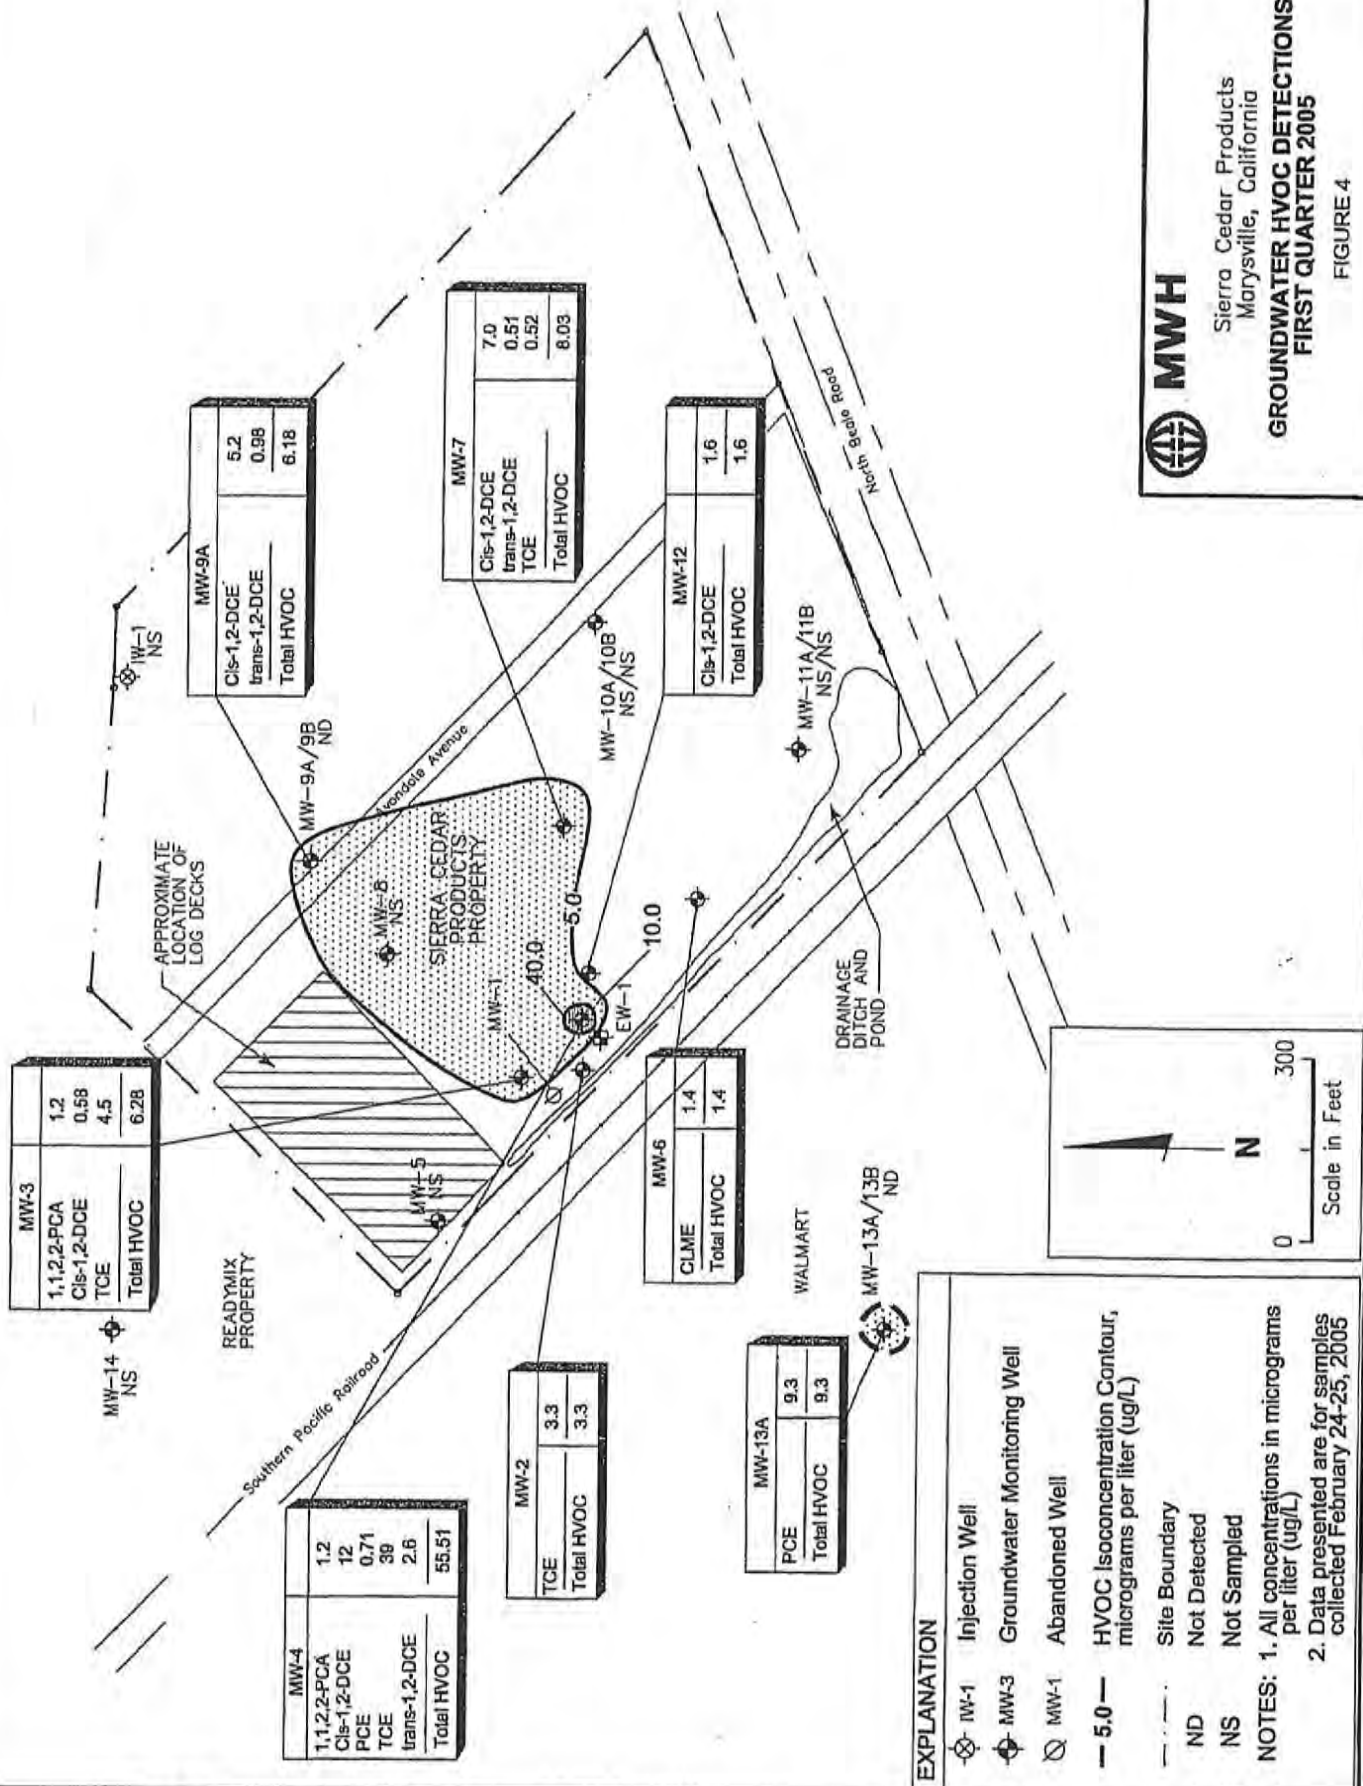 MW-3
1,1,2,2-PCA 1.2
Cis-1,2-DCE 0.58
TCE 4.5
Total HVOC 6.28
MW-14
NS
READYMIX
PROPERTY
APPROXIMATE
LOCATION OF
LOG DECKS
IW-1
NS
MW-9A
Cis-1,2-DCE 5.2
trans-1,2-DCE 0.98
Total HVOC 6.18
MW-9A/9B
ND
MW-4
1,1,2,2-PCA 1.2
Cis-1,2-DCE 12
PCE 0.71
TCE 39
trans-1,2-DCE 2.6
Total HVOC 55.51
Southern Pacific Railroad
MW-5
NS
MW-8
NS
SIERRA CEDAR
PRODUCTS
PROPERTY
Avondale Avenue
MW-7
Cis-1,2-DCE 7.0
trans-1,2-DCE 0.51
TCE 0.52
Total HVOC 8.03
MW-1
40.0
5.0
MW-10A/10B
NS/NS
MW-2
TCE 3.3
Total HVOC 3.3
EW-1
10.0
MW-12
Cis-1,2-DCE 1.6
Total HVOC 1.6
MW-6
CLME 1.4
Total HVOC 1.4
MW-11A/11B
NS/NS
North Beale Road
MW-13A
PCE 9.3
Total HVOC 9.3
WALMART
MW-13A/13B
ND
DRAINAGE
DITCH AND
POND
EXPLANATION
IW-1 Injection Well
MW-3 Groundwater Monitoring Well
MW-1 Abandoned Well
5.0 HVOC Isoconcentration Contour,
micrograms per liter (ug/L)
Site Boundary
ND Not Detected
NS Not Sampled
NOTES: 1. All concentrations in micrograms
per liter (ug/L)
2. Data presented are for samples
collected February 24-25, 2005
N
0 300
Scale in Feet
MWH
Sierra Cedar Products
Marysville, California
GROUNDWATER HVOC DETECTIONS
FIRST QUARTER 2005
FIGURE 4